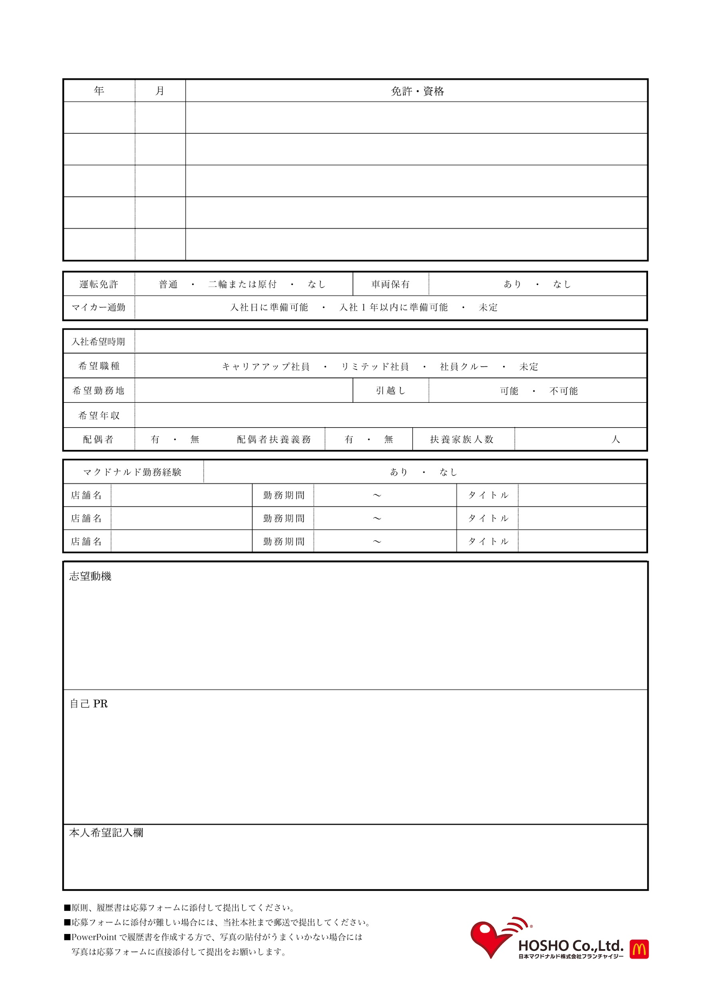 年 月 免許・資格
運転免許 普通 ・ 二輪または原付 ・ なし 車両保有 あり ・ なし
マイカー通勤 入社日に準備可能 ・ 入社1年以内に準備可能 ・ 未定
入社希望時期
希望職種 キャリアアップ社員 ・ リミテッド社員 ・ 社員クルー ・ 未定
希望勤務地 引越し 可能 ・ 不可能
希望年収
配偶者 有 ・ 無 配偶者扶養義務 有 ・ 無 扶養家族人数 人
マクドナルド勤務経験 あり ・ なし
店舗名 勤務期間 〜 タイトル
店舗名 勤務期間 〜 タイトル
店舗名 勤務期間 〜 タイトル
志望動機
自己 PR
本人希望記入欄
■原則、履歴書は応募フォームに添付して提出してください。
■応募フォームに添付が難しい場合には、当社本社まで郵送で提出してください。
■PowerPoint で履歴書を作成する方で、写真の貼付がうまくいかない場合には
写真は応募フォームに直接添付して提出をお願いします。
®
HOSHO Co.,Ltd.
日本マクドナルド株式会社フランチャイジー